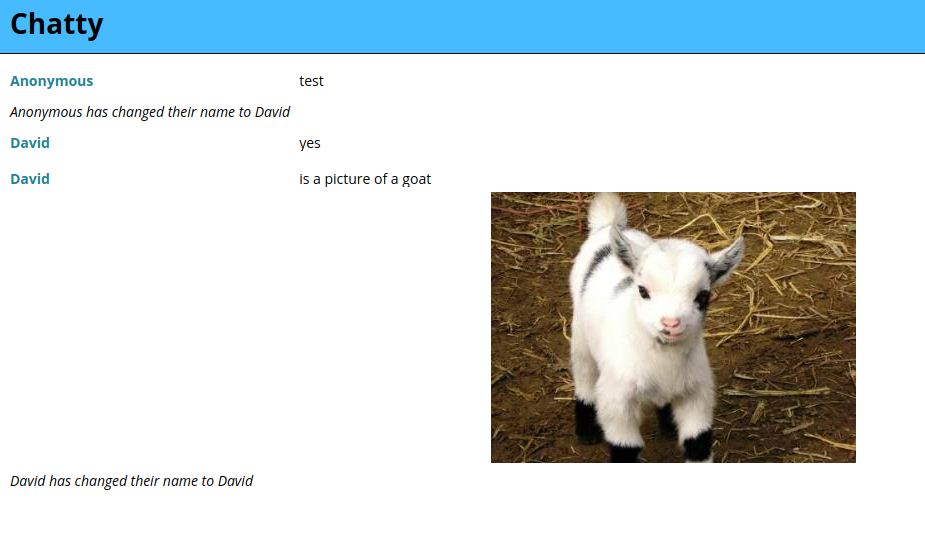 Chatty
Anonymous test
Anonymous has changed their name to David
David yes
David is a picture of a goat
David has changed their name to David